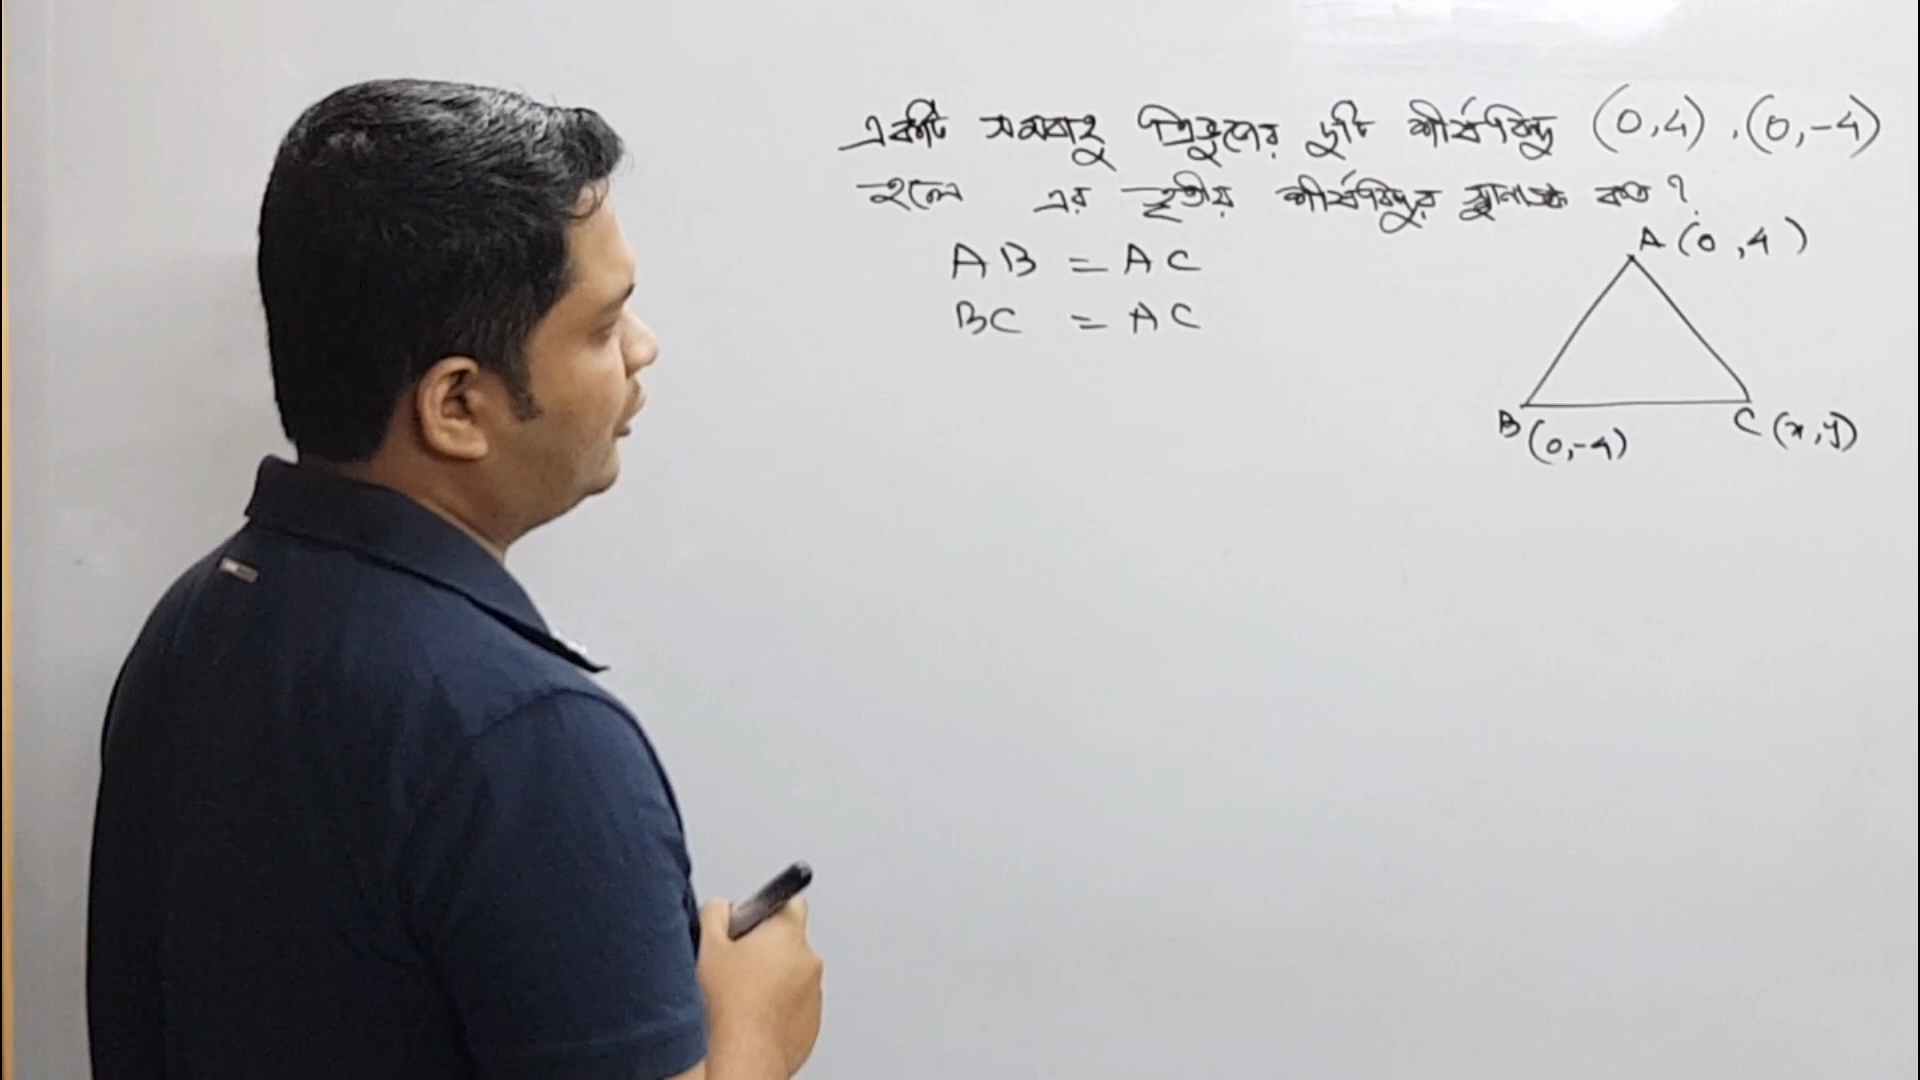 একটি সমবাহু ত্রিভুজের দুটি শীর্ষবিন্দু (0,4) , (0,-4)
হলে এর তৃতীয় শীর্ষবিন্দুর স্থানাঙ্ক কত ?
AB = AC
BC = AC
A (0,4)
B (0,-4)
C (x,y)